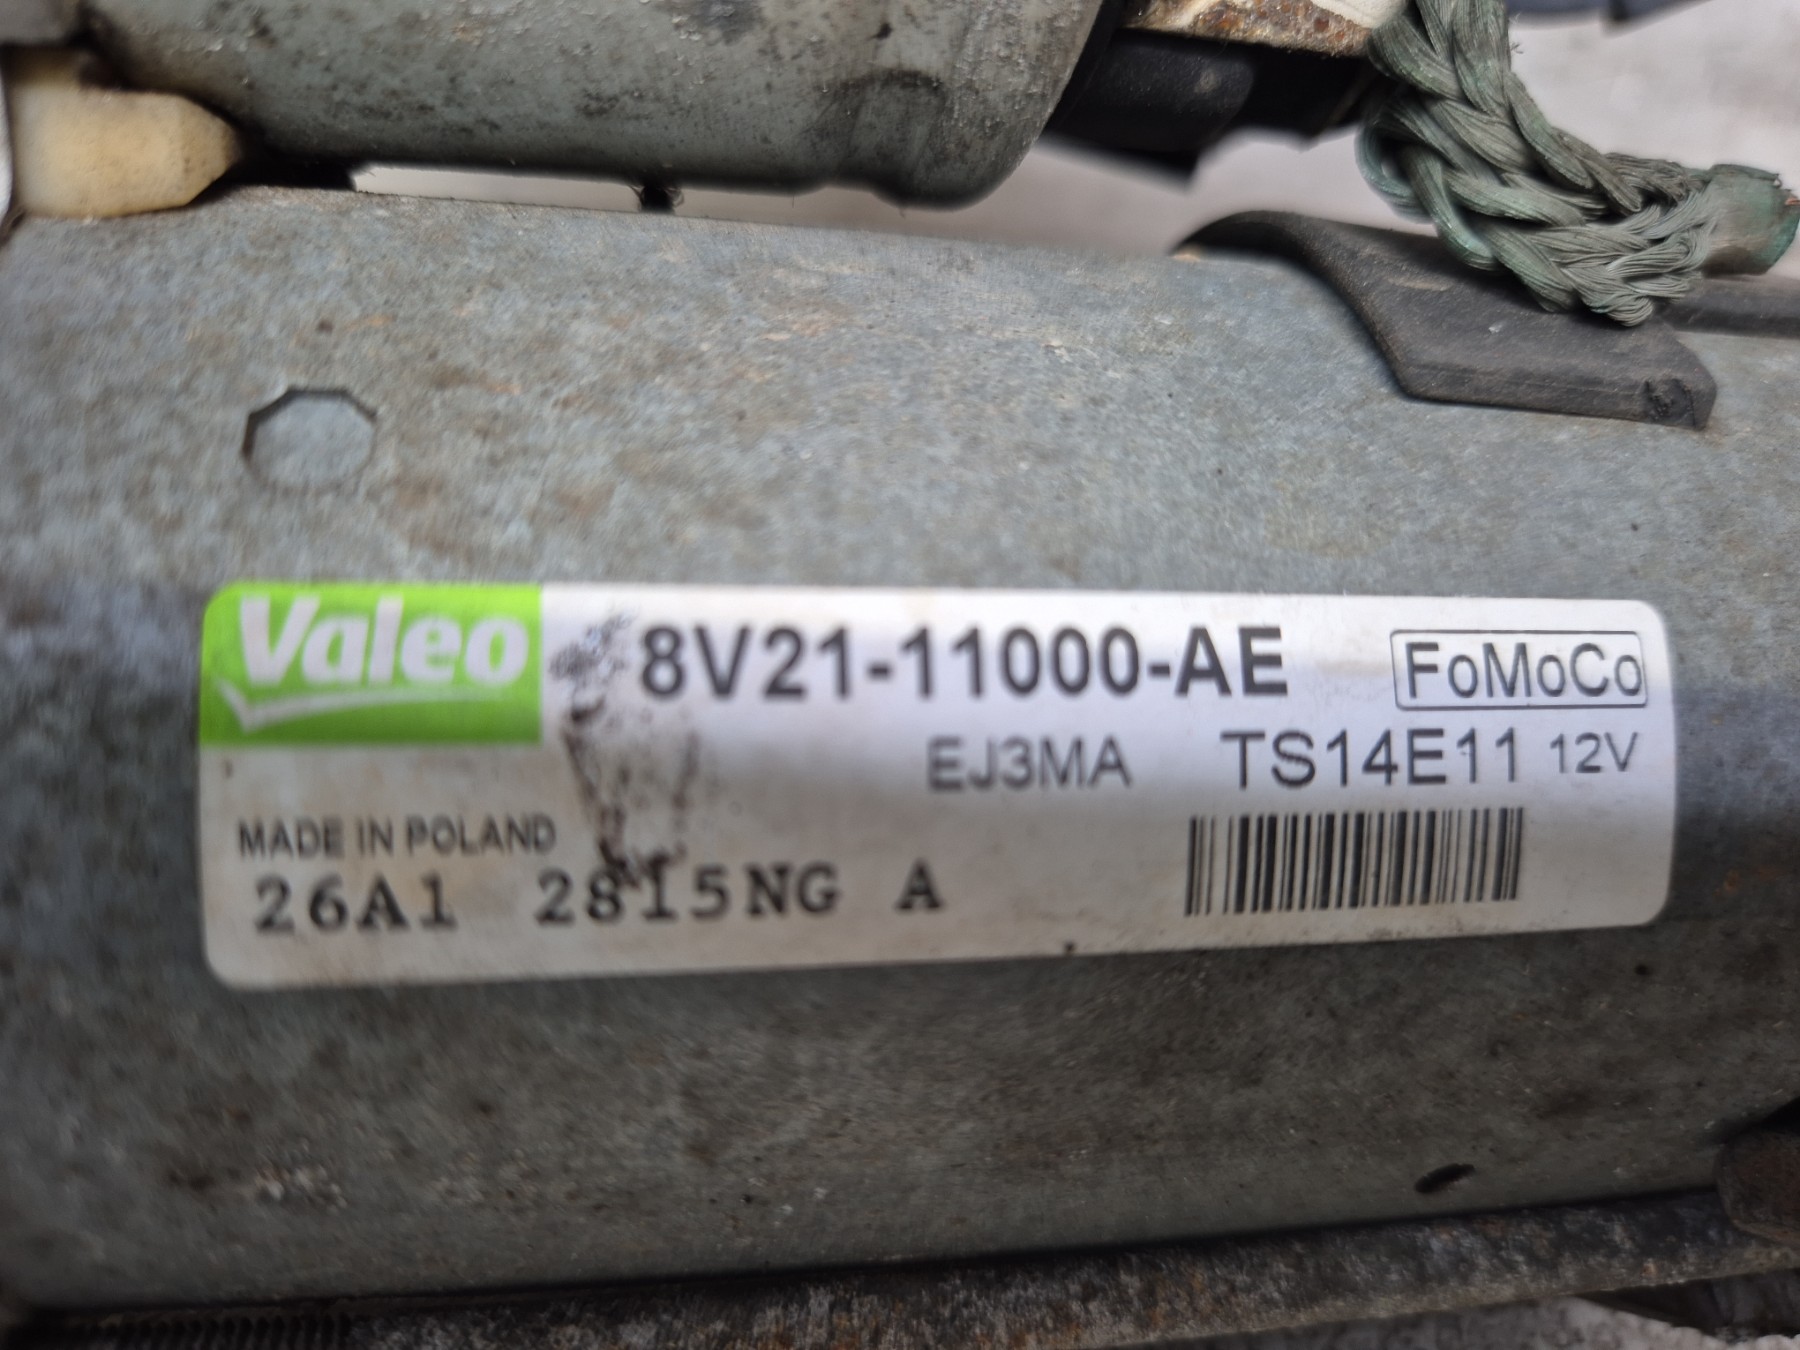 Valeo 8V21-11000-AE FoMoCo
EJ3MA TS14E11 12V
MADE IN POLAND
26A1 2815NG A